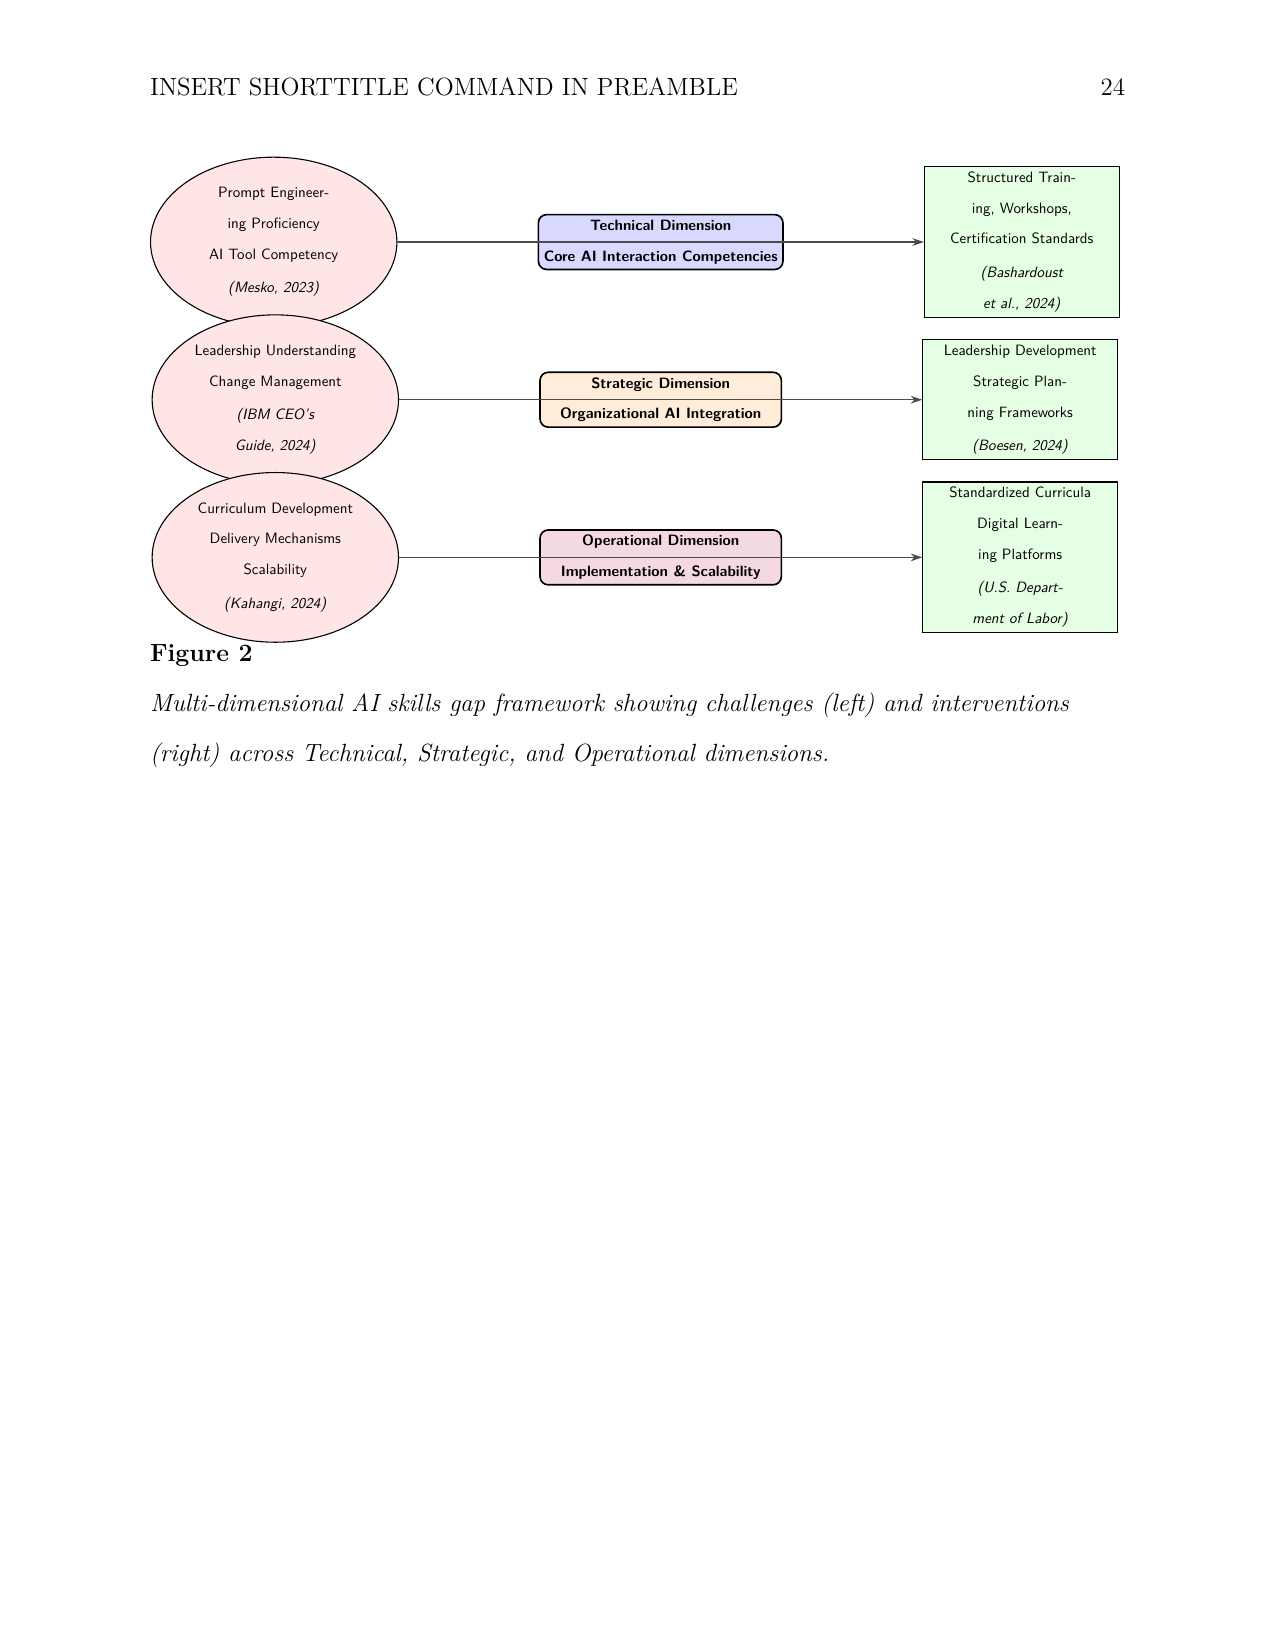 INSERT SHORTTITLE COMMAND IN PREAMBLE 24
Prompt Engineer-
ing Proficiency
AI Tool Competency
(Mesko, 2023)
Technical Dimension
Core AI Interaction Competencies
Structured Train-
ing, Workshops,
Certification Standards
(Bashardoust
et al., 2024)
Leadership Understanding
Change Management
(IBM CEO's
Guide, 2024)
Strategic Dimension
Organizational AI Integration
Leadership Development
Strategic Plan-
ning Frameworks
(Boesen, 2024)
Curriculum Development
Delivery Mechanisms
Scalability
(Kahangi, 2024)
Operational Dimension
Implementation & Scalability
Standardized Curricula
Digital Learn-
ing Platforms
(U.S. Depart-
ment of Labor)
Figure 2
Multi-dimensional AI skills gap framework showing challenges (left) and interventions
(right) across Technical, Strategic, and Operational dimensions.